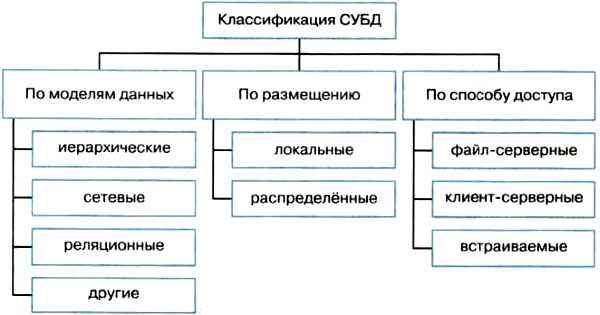 Классификация СУБД
По моделям данных
иерархические
сетевые
реляционные
другие
По размещению
локальные
распределённые
По способу доступа
файл-серверные
клиент-серверные
встраиваемые